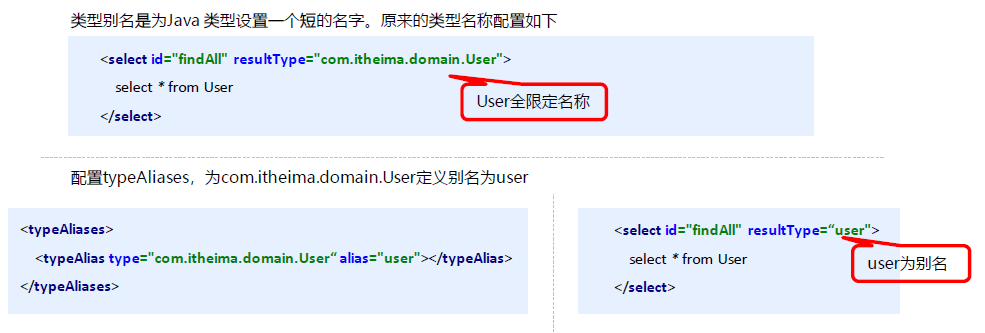 类型别名是为Java 类型设置一个短的名字。原来的类型名称配置如下
<select id="findAll" resultType="com.itheima.domain.User">
select * from User
</select>
User全限定名称
配置typeAliases，为com.itheima.domain.User定义别名为user
<typeAliases>
<typeAlias type="com.itheima.domain.User“ alias="user"></typeAlias>
</typeAliases>
<select id="findAll" resultType=“user">
select * from User
</select>
user为别名